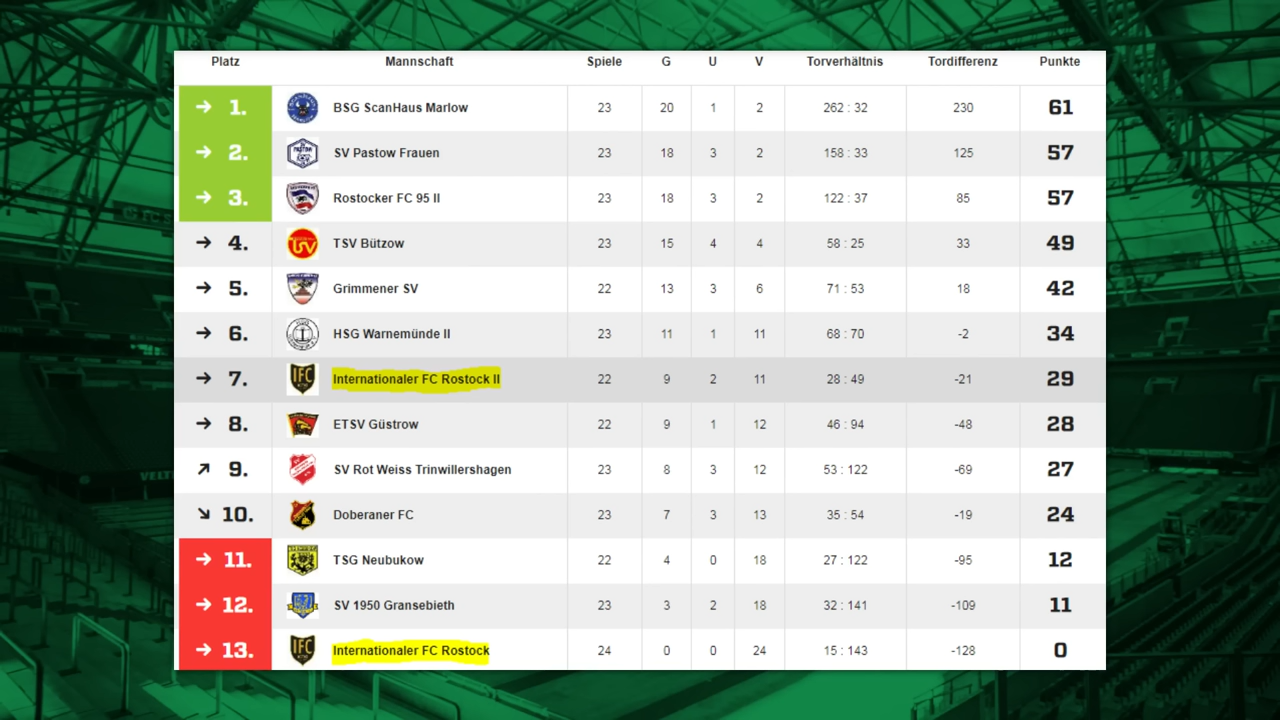 Platz Mannschaft Spiele G U V Torverhältnis Tordifferenz Punkte
1. BSG ScanHaus Marlow 23 20 1 2 262 : 32 230 61
2. SV Pastow Frauen 23 18 3 2 158 : 33 125 57
3. Rostocker FC 95 II 23 18 3 2 122 : 37 85 57
4. TSV Bützow 23 15 4 4 58 : 25 33 49
5. Grimmener SV 22 13 3 6 71 : 53 18 42
6. HSG Warnemünde II 23 11 1 11 68 : 70 -2 34
7. Internationaler FC Rostock II 22 9 2 11 28 : 49 -21 29
8. ETSV Güstrow 22 9 1 12 46 : 94 -48 28
9. SV Rot Weiss Trinwillershagen 23 8 3 12 53 : 122 -69 27
10. Doberaner FC 23 7 3 13 35 : 54 -19 24
11. TSG Neubukow 22 4 0 18 27 : 122 -95 12
12. SV 1950 Gransebieth 23 3 2 18 32 : 141 -109 11
13. Internationaler FC Rostock 24 0 0 24 15 : 143 -128 0